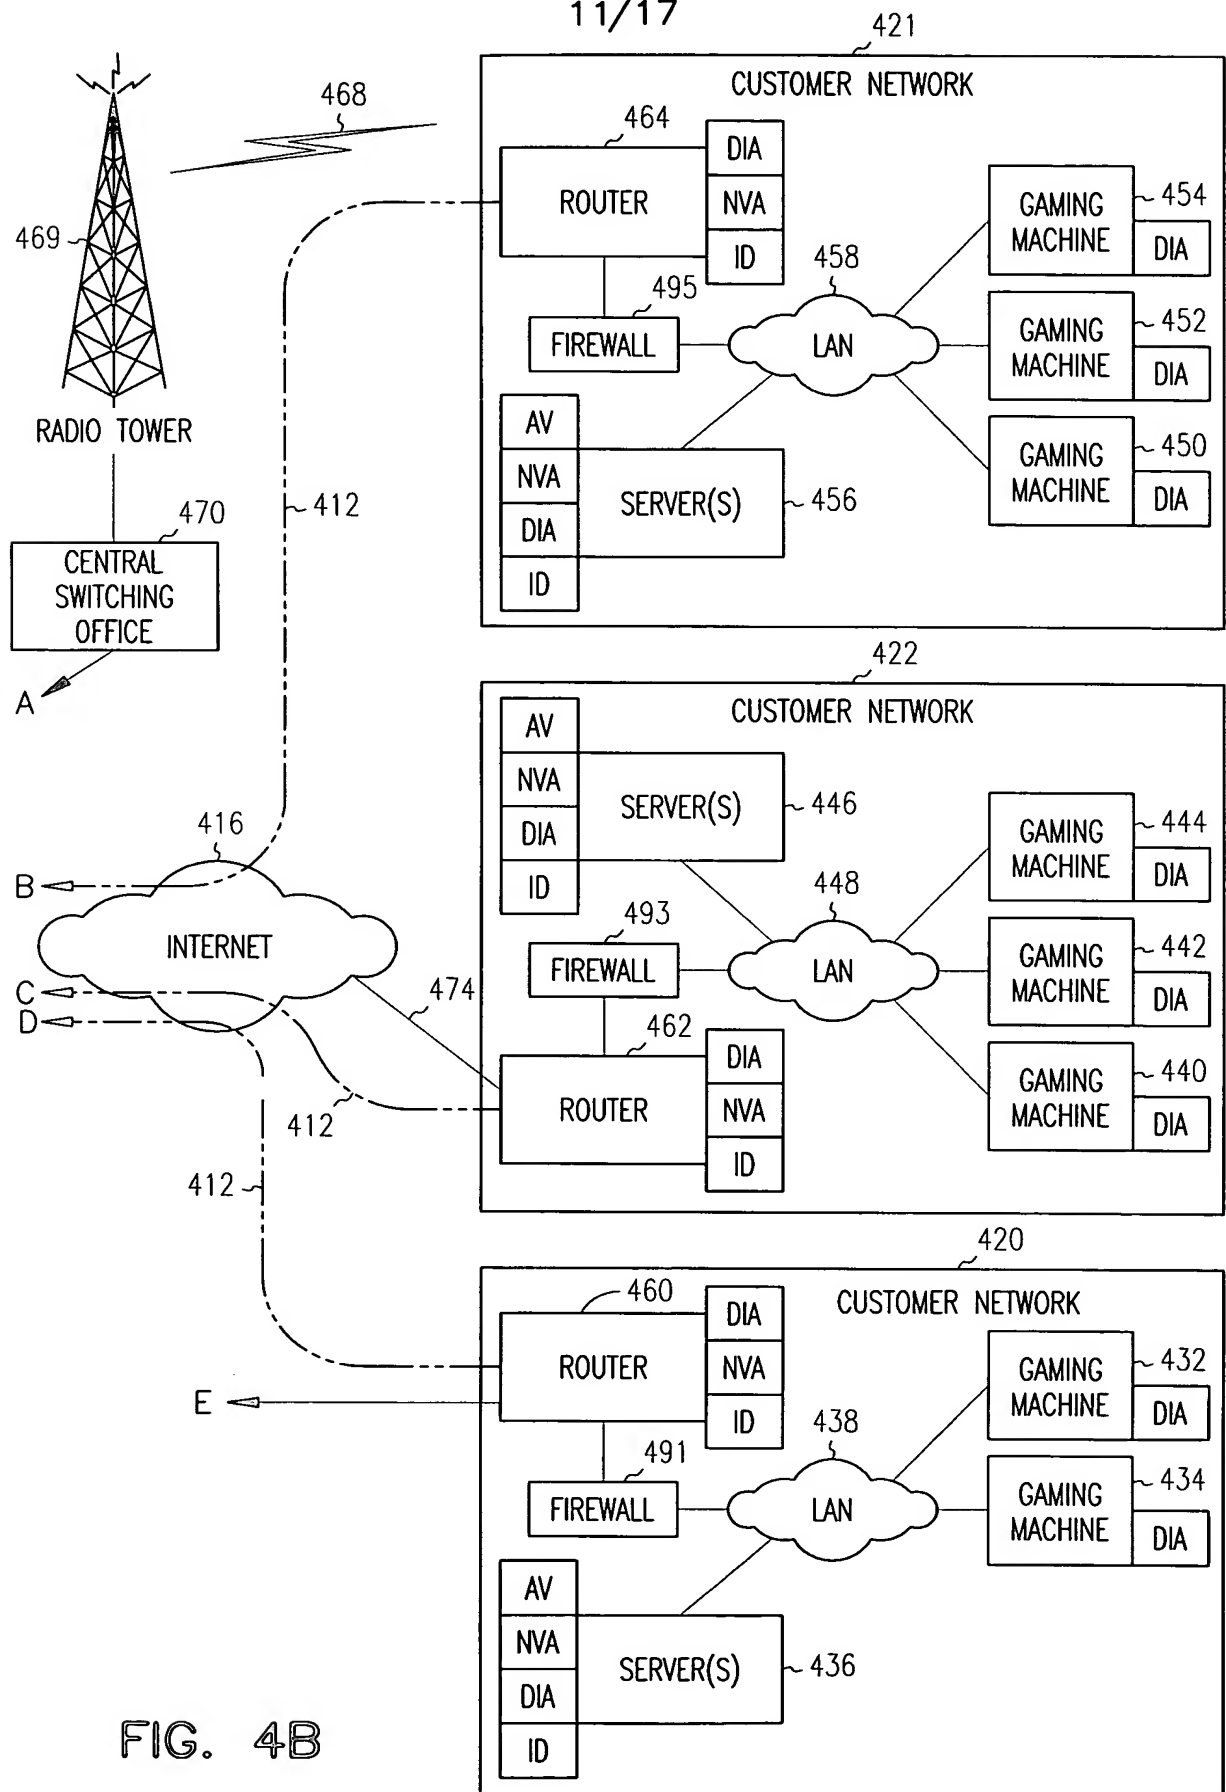 11/17
421
CUSTOMER NETWORK
468
464
DIA
NVA
ID
ROUTER
469
GAMING
MACHINE
454
DIA
458
495
FIREWALL
LAN
GAMING
MACHINE
452
DIA
RADIO TOWER
AV
NVA
DIA
ID
SERVER(S)
456
GAMING
MACHINE
450
DIA
412
470
CENTRAL
SWITCHING
OFFICE
A
422
CUSTOMER NETWORK
AV
NVA
DIA
ID
SERVER(S)
446
GAMING
MACHINE
444
DIA
416
B
INTERNET
448
493
FIREWALL
LAN
GAMING
MACHINE
442
DIA
C
D
474
462
DIA
NVA
ID
ROUTER
GAMING
MACHINE
440
DIA
412
412
420
CUSTOMER NETWORK
460
DIA
NVA
ID
ROUTER
GAMING
MACHINE
432
DIA
E
438
491
FIREWALL
LAN
GAMING
MACHINE
434
DIA
AV
NVA
DIA
ID
SERVER(S)
436
FIG. 4B